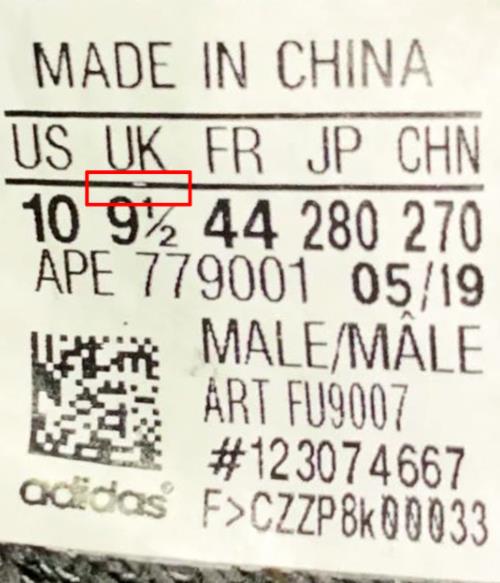 MADE IN CHINA
US UK FR JP CHN
10 9½ 44 280 270
APE 779001 05/19
MALE/MÂLE
ART FU9007
#123074667
adidas®
F>CZZP8k00033